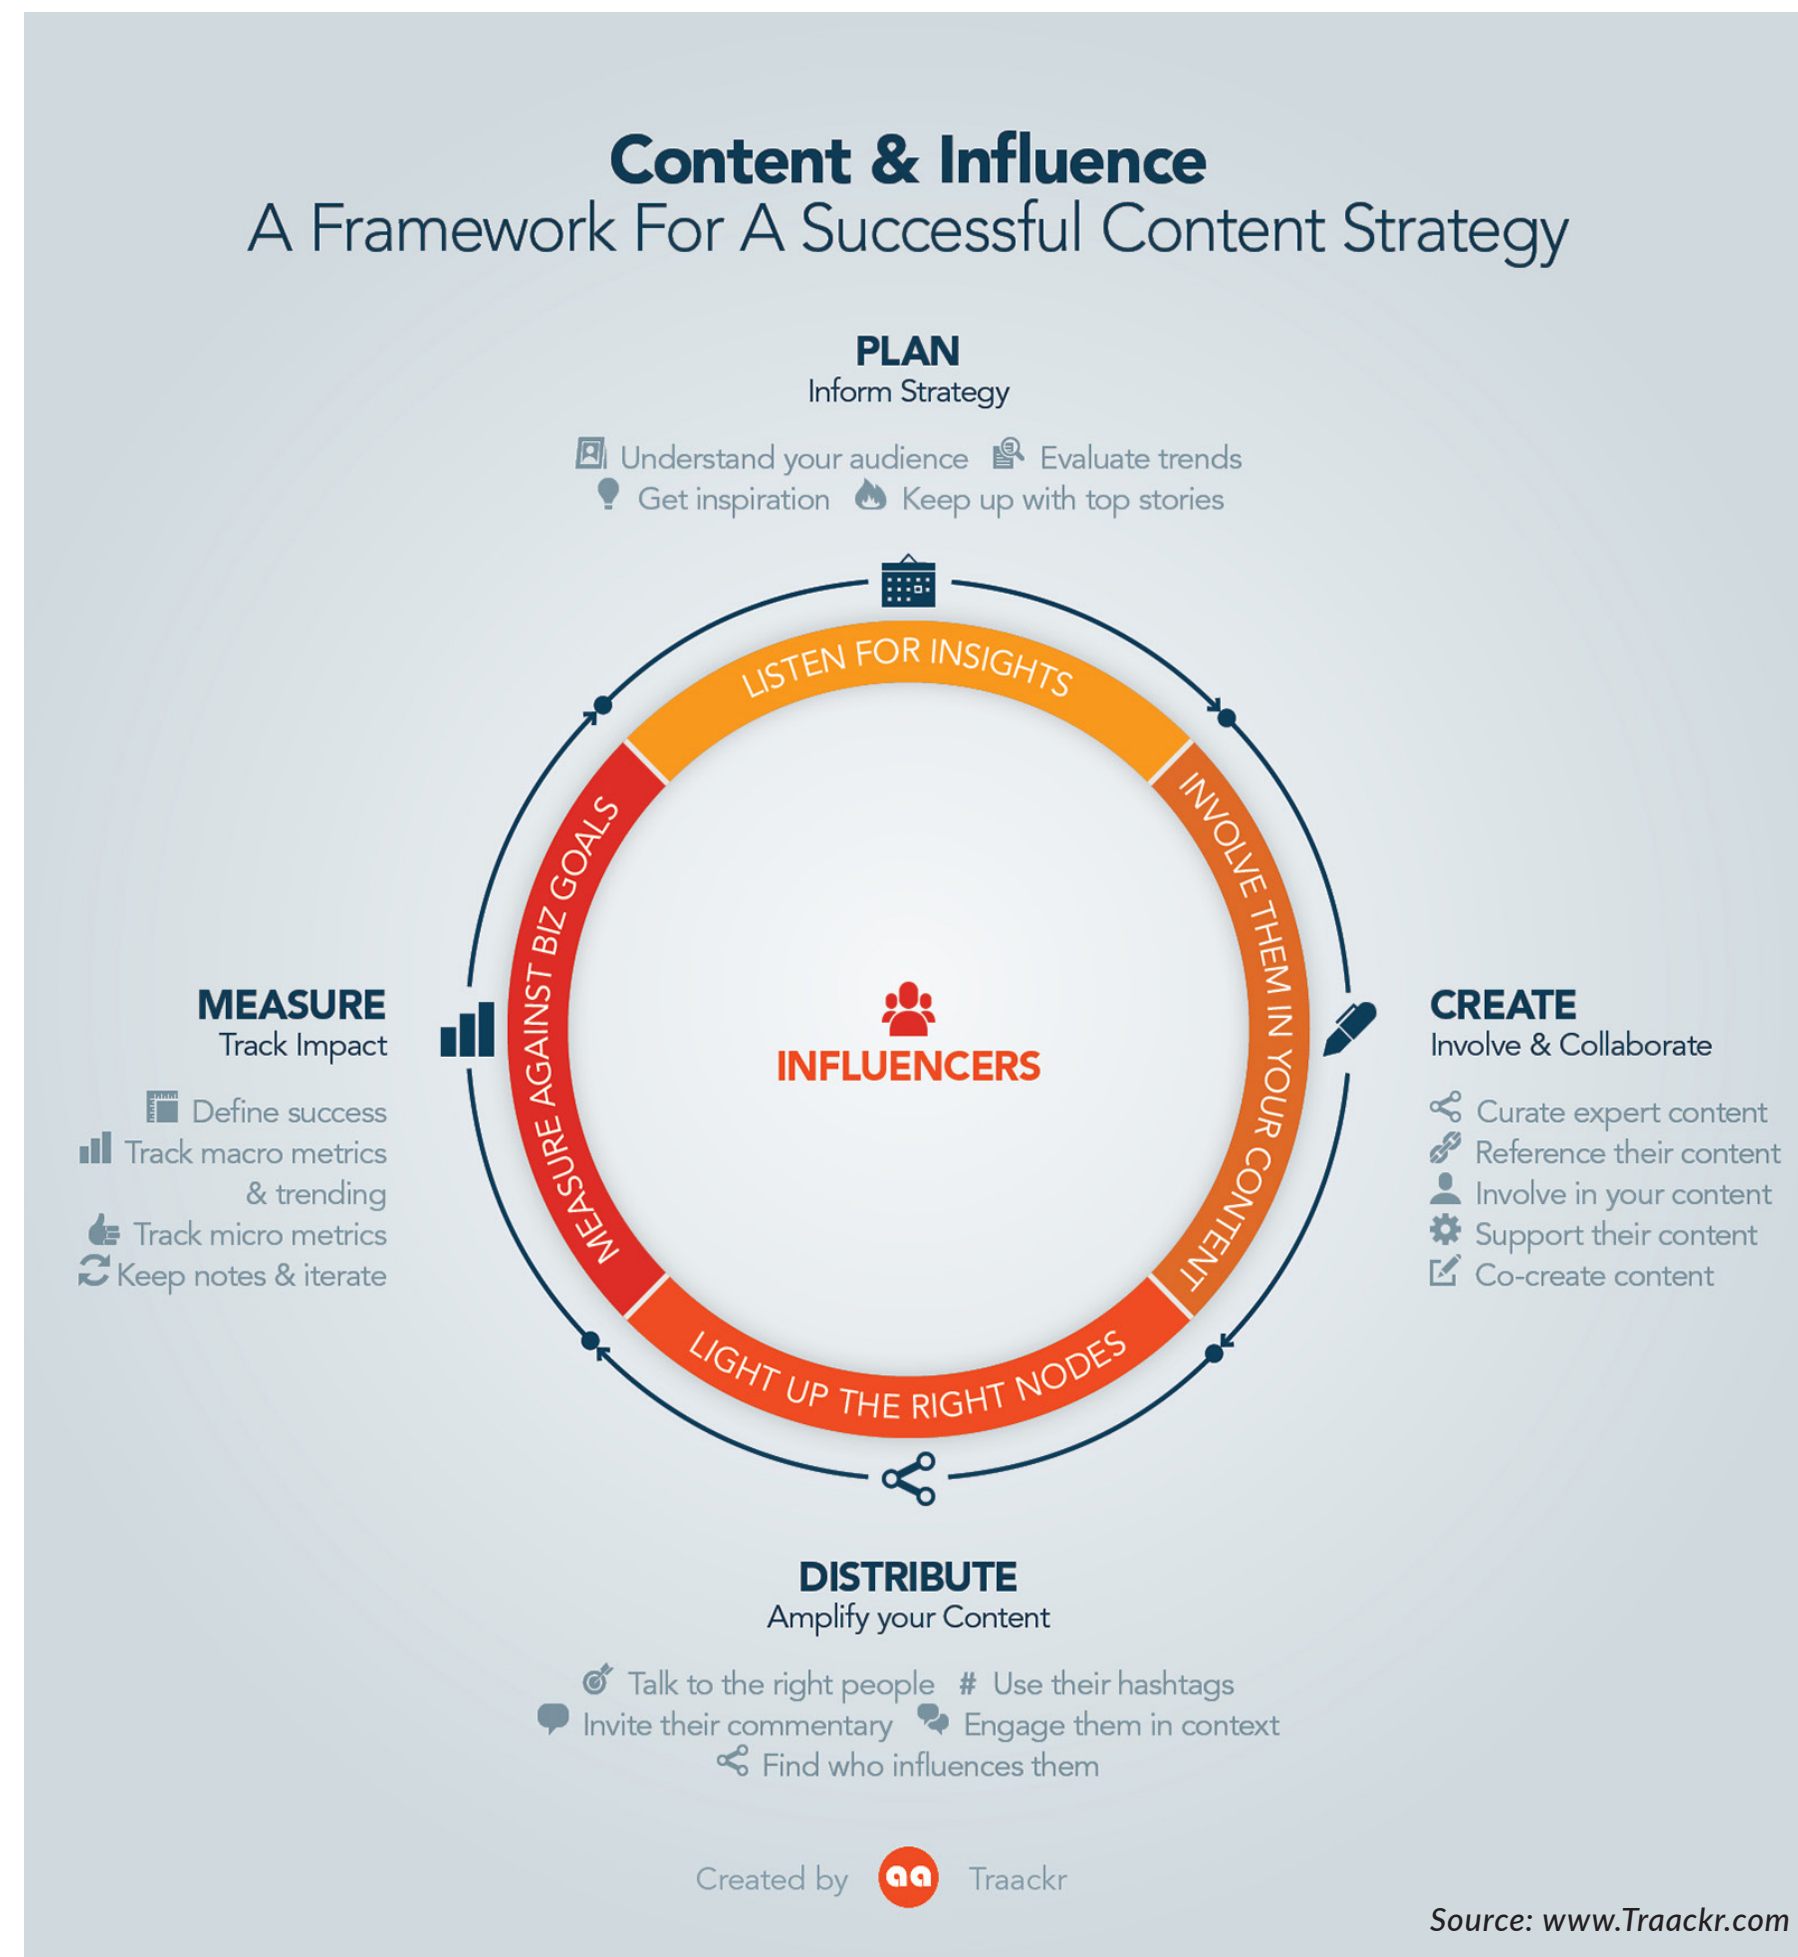 Content & Influence
A Framework For A Successful Content Strategy
PLAN
Inform Strategy
Understand your audience Evaluate trends
Get inspiration Keep up with top stories
LISTEN FOR INSIGHTS
INVOLVE THEM IN YOUR CONTENT
LIGHT UP THE RIGHT NODES
MEASURE AGAINST BIZ GOALS
INFLUENCERS
MEASURE
Track Impact
Define success
Track macro metrics
& trending
Track micro metrics
Keep notes & iterate
CREATE
Involve & Collaborate
Curate expert content
Reference their content
Involve in your content
Support their content
Co-create content
DISTRIBUTE
Amplify your Content
Talk to the right people # Use their hashtags
Invite their commentary Engage them in context
Find who influences them
Created by aa Traackr
Source: www.Traackr.com